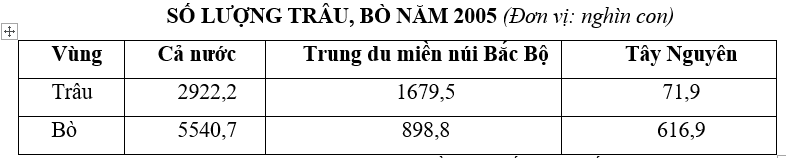 SỐ LƯỢNG TRÂU, BÒ NĂM 2005 (Đơn vị: nghìn con)
Vùng Cả nước Trung du miền núi Bắc Bộ Tây Nguyên
Trâu 2922,2 1679,5 71,9
Bò 5540,7 898,8 616,9